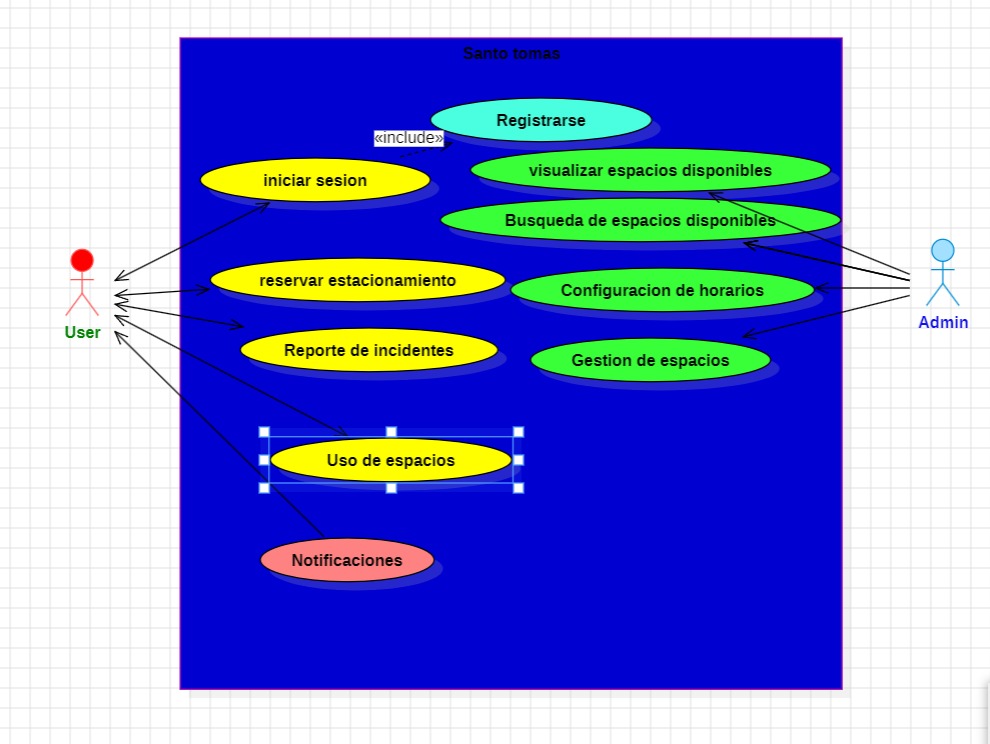 Santo tomas
Registrarse
«include»
visualizar espacios disponibles
iniciar sesion
Busqueda de espacios disponibles
reservar estacionamiento
Configuracion de horarios
User
Admin
Reporte de incidentes
Gestion de espacios
Uso de espacios
Notificaciones